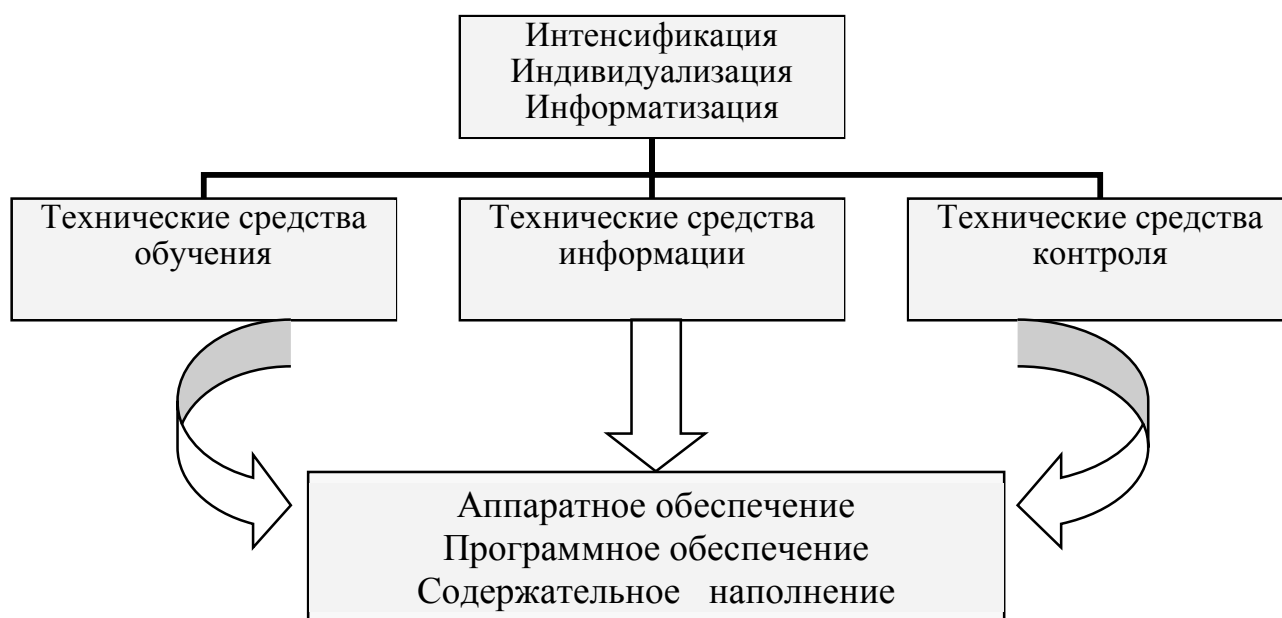 Интенсификация
Индивидуализация
Информатизация
Технические средства
обучения
Технические средства
информации
Технические средства
контроля
Аппаратное обеспечение
Программное обеспечение
Содержательное наполнение